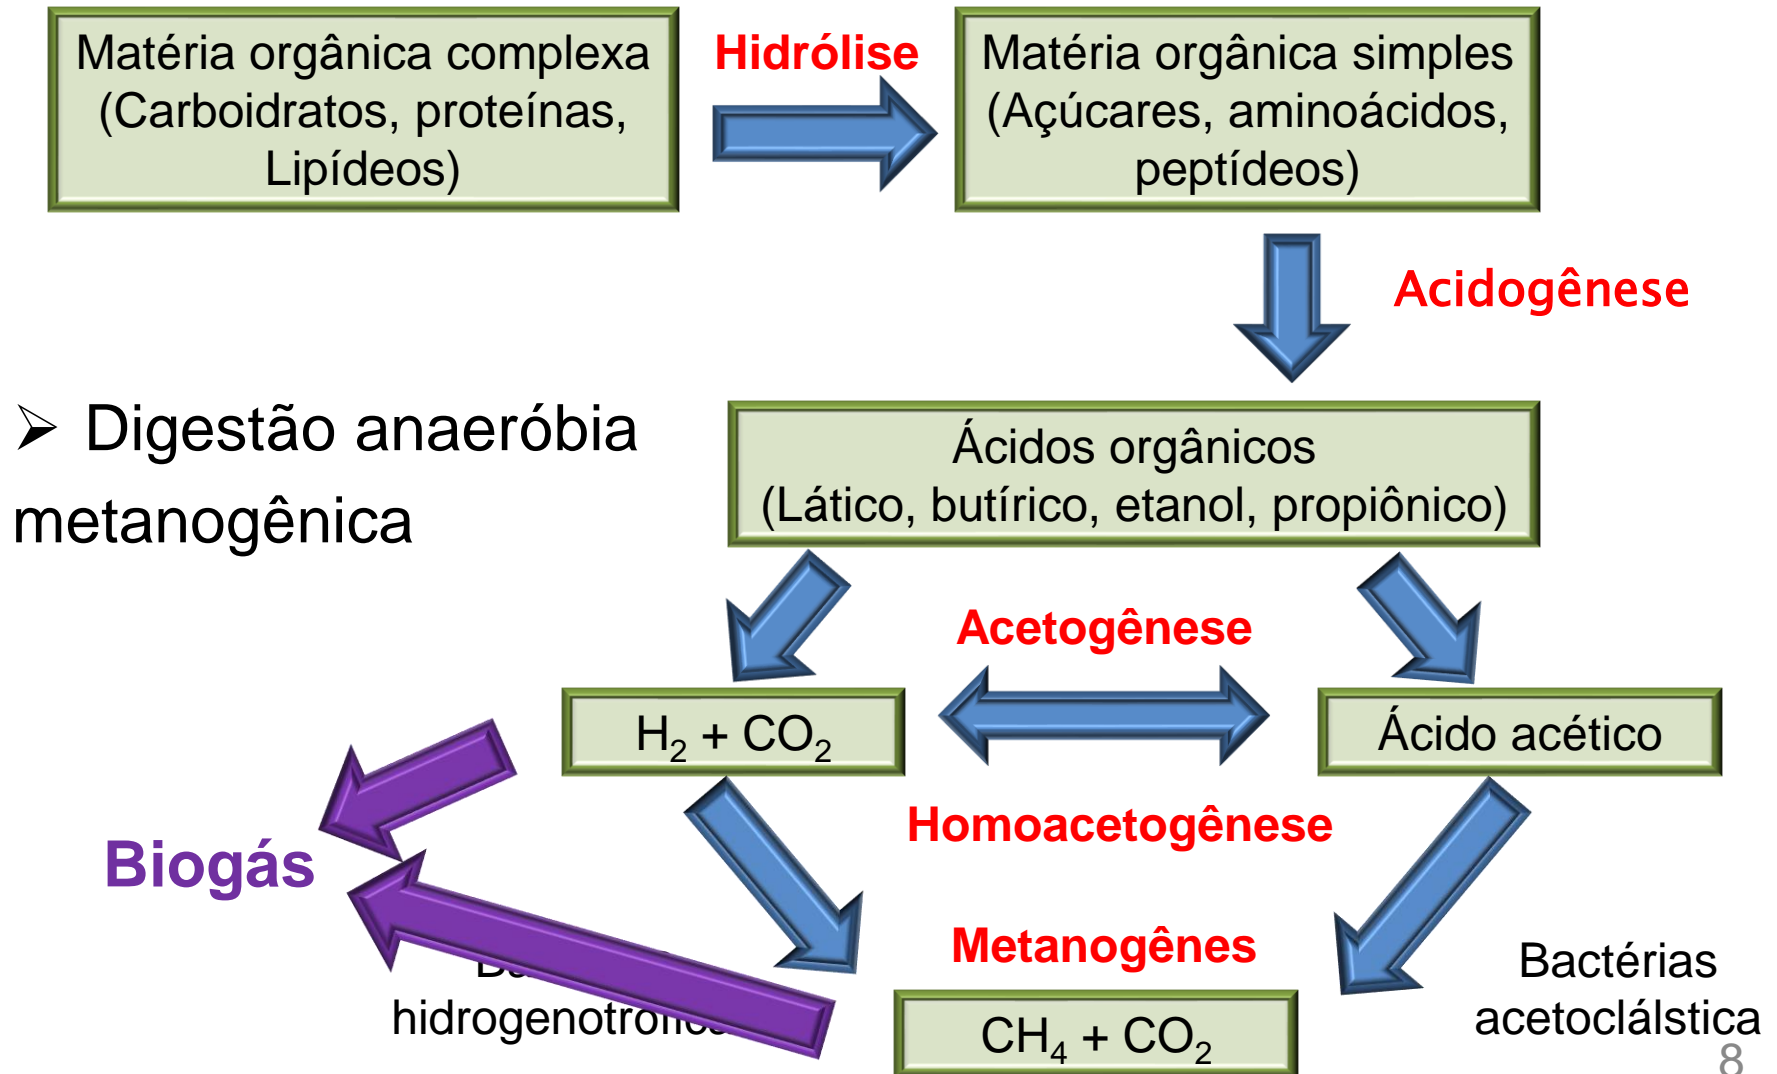 Matéria orgânica complexa
(Carboidratos, proteínas,
Lipídeos)
Hidrólise
Matéria orgânica simples
(Açúcares, aminoácidos,
peptídeos)
Acidogênese
➢ Digestão anaeróbia
metanogênica
Ácidos orgânicos
(Lático, butírico, etanol, propiônico)
Acetogênese
H₂ + CO₂
Ácido acético
Homoacetogênese
Biogás
Metanogênes
Bactérias
acetoclálstica
CH₄ + CO₂
8